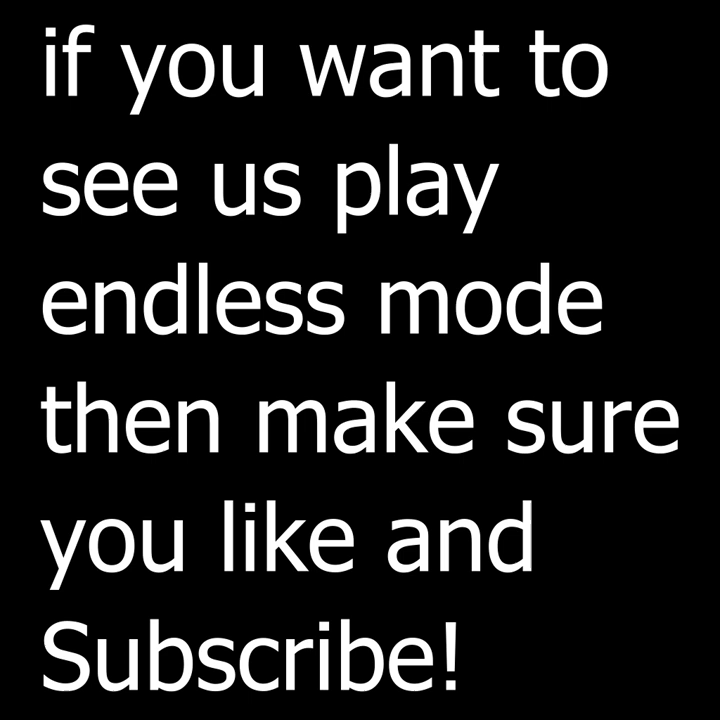 if you want to
see us play
endless mode
then make sure
you like and
Subscribe!